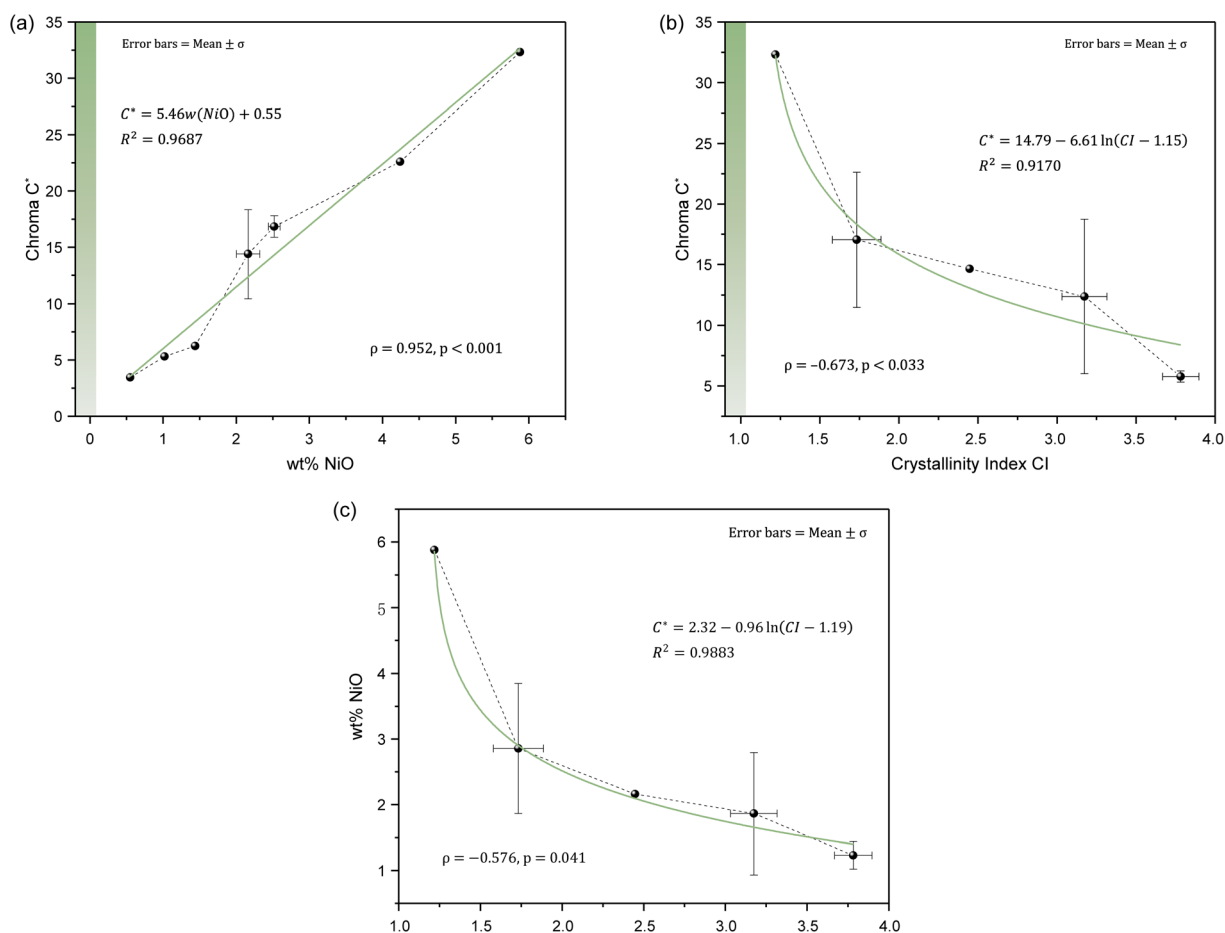 (a)
Error bars = Mean ± σ
C* = 5.46w(NiO) + 0.55
R² = 0.9687
ρ = 0.952, p < 0.001
Chroma C*
35
30
25
20
15
10
5
0
0 1 2 3 4 5 6
wt% NiO
(b)
Error bars = Mean ± σ
C* = 14.79 − 6.61 ln(CI − 1.15)
R² = 0.9170
ρ = −0.673, p < 0.033
Chroma C*
35
30
25
20
15
10
5
1.0 1.5 2.0 2.5 3.0 3.5 4.0
Crystallinity Index CI
(c)
Error bars = Mean ± σ
C* = 2.32 − 0.96 ln(CI − 1.19)
R² = 0.9883
ρ = −0.576, p = 0.041
wt% NiO
6
5
4
3
2
1
1.0 1.5 2.0 2.5 3.0 3.5 4.0